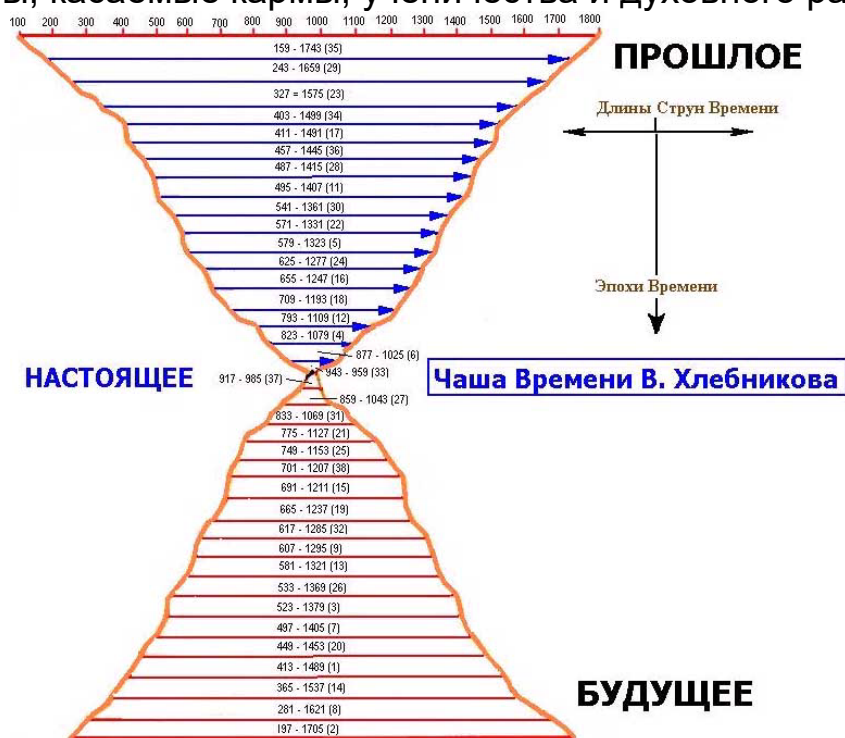 ы, касаемые кармы, ученичества и духовного ра
100 200 300 400 500 600 700 800 900 1000 1100 1200 1300 1400 1500 1600 1700 1800
ПРОШЛОЕ
159 - 1743 (35)
243 - 1659 (29)
327 = 1575 (23)
Длины Струн Времени
403 - 1499 (34)
411 - 1491 (17)
457 - 1445 (36)
487 - 1415 (28)
495 - 1407 (11)
541 - 1361 (30)
571 - 1331 (22)
579 - 1323 (5)
625 - 1277 (24)
655 - 1247 (16)
Эпохи Времени
709 - 1193 (18)
793 - 1109 (12)
823 - 1079 (4)
877 - 1025 (6)
943 - 959 (33)
НАСТОЯЩЕЕ
917 - 985 (37)
Чаша Времени В. Хлебникова
859 - 1043 (27)
833 - 1069 (31)
775 - 1127 (21)
749 - 1153 (25)
701 - 1207 (38)
691 - 1211 (15)
665 - 1237 (19)
617 - 1285 (32)
607 - 1295 (9)
581 - 1321 (13)
533 - 1369 (26)
523 - 1379 (3)
497 - 1405 (7)
449 - 1453 (20)
413 - 1489 (1)
365 - 1537 (14)
БУДУЩЕЕ
281 - 1621 (8)
197 - 1705 (2)